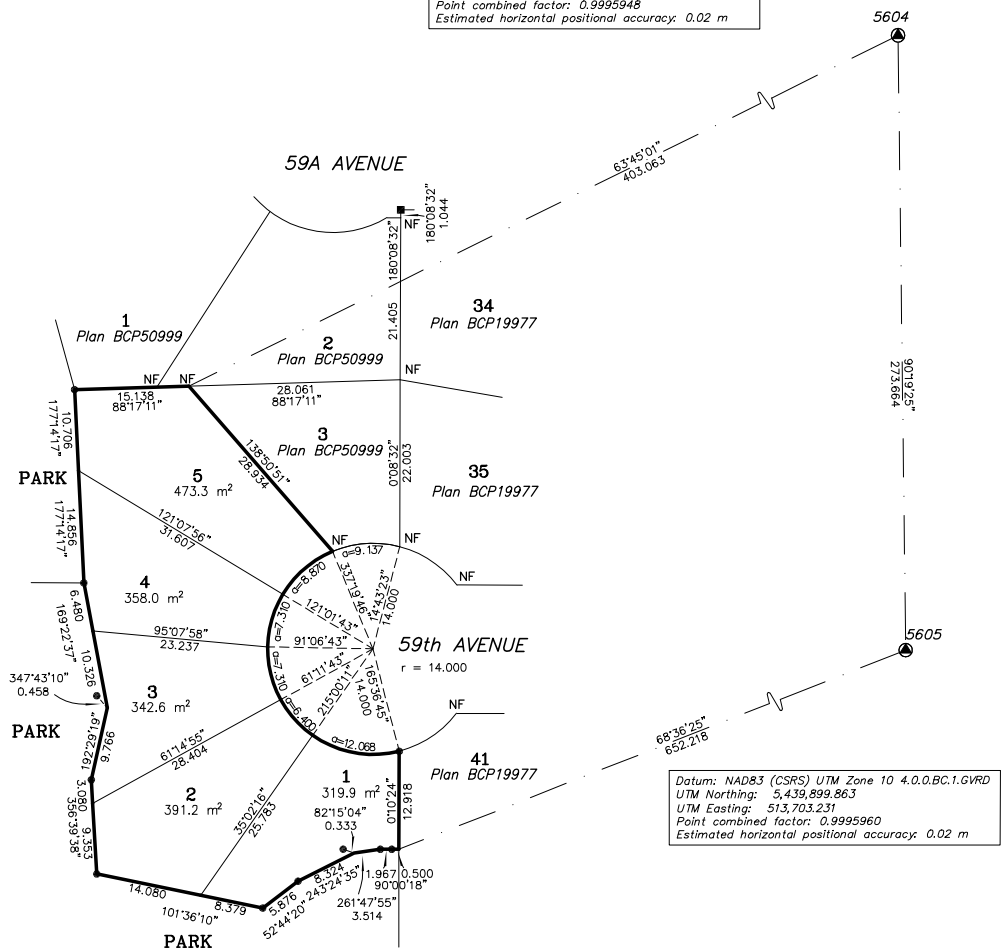 Point combined factor: 0.9995948
Estimated horizontal positional accuracy: 0.02 m
5604
63°45'01"
403.063
59A AVENUE
NF
180°08'32"
1.044
180°08'32"
21.405
90°19'25"
273.664
34
Plan BCP19977
1
Plan BCP50999
2
Plan BCP50999
NF
NF
NF
15.138
88°17'11"
28.061
88°17'11"
10.706
177°14'17"
3
Plan BCP50999
138°50'51"
28.934
0°08'32"
22.003
35
Plan BCP19977
PARK
5
473.3 m²
14.856
177°14'17"
121°07'56"
31.607
NF
NF
a=9.137
NF
a=8.870
337°19'46"
14°43'23"
14.000
4
358.0 m²
6.480
169°22'37"
10.326
a=7.310
121°01'43"
95°07'58"
23.237
91°06'43"
59th AVENUE
r = 14.000
5605
a=7.310
61°11'43"
215°00'11"
165°36'45"
14.000
347°43'10"
0.458
3
342.6 m²
a=6.400
NF
PARK
192°29'19"
9.766
61°14'55"
28.404
a=12.068
68°36'25"
652.218
41
Plan BCP19977
1
319.9 m²
0°10'24"
12.918
Datum: NAD83 (CSRS) UTM Zone 10 4.0.0.BC.1.GVRD
UTM Northing: 5,439,899.863
UTM Easting: 513,703.231
Point combined factor: 0.9995960
Estimated horizontal positional accuracy: 0.02 m
3.080
9.353
356°39'38"
2
391.2 m²
35°02'16"
25.783
82°15'04"
0.333
8.324
243°24'35"
1.967
0.500
90°00'18"
261°47'55"
3.514
14.080
8.379
101°36'10"
5.876
52°44'20"
PARK